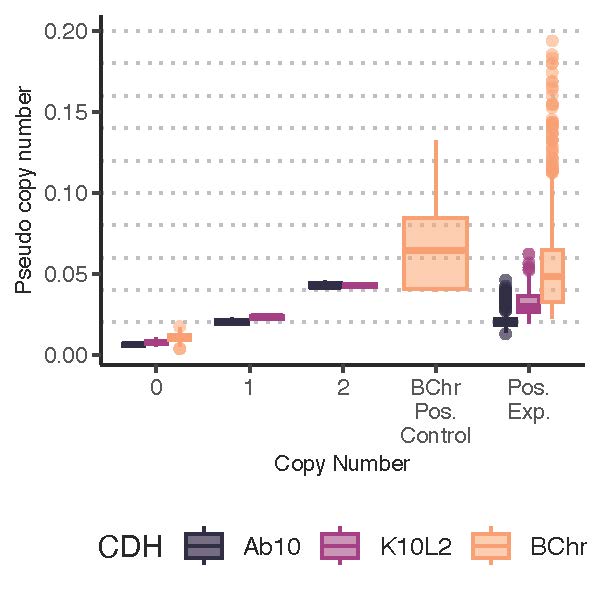 Pseudo copy number
0.20
0.15
0.10
0.05
0.00
0
1
2
BChr
Pos.
Control
Pos.
Exp.
Copy Number
CDH
Ab10
K10L2
BChr